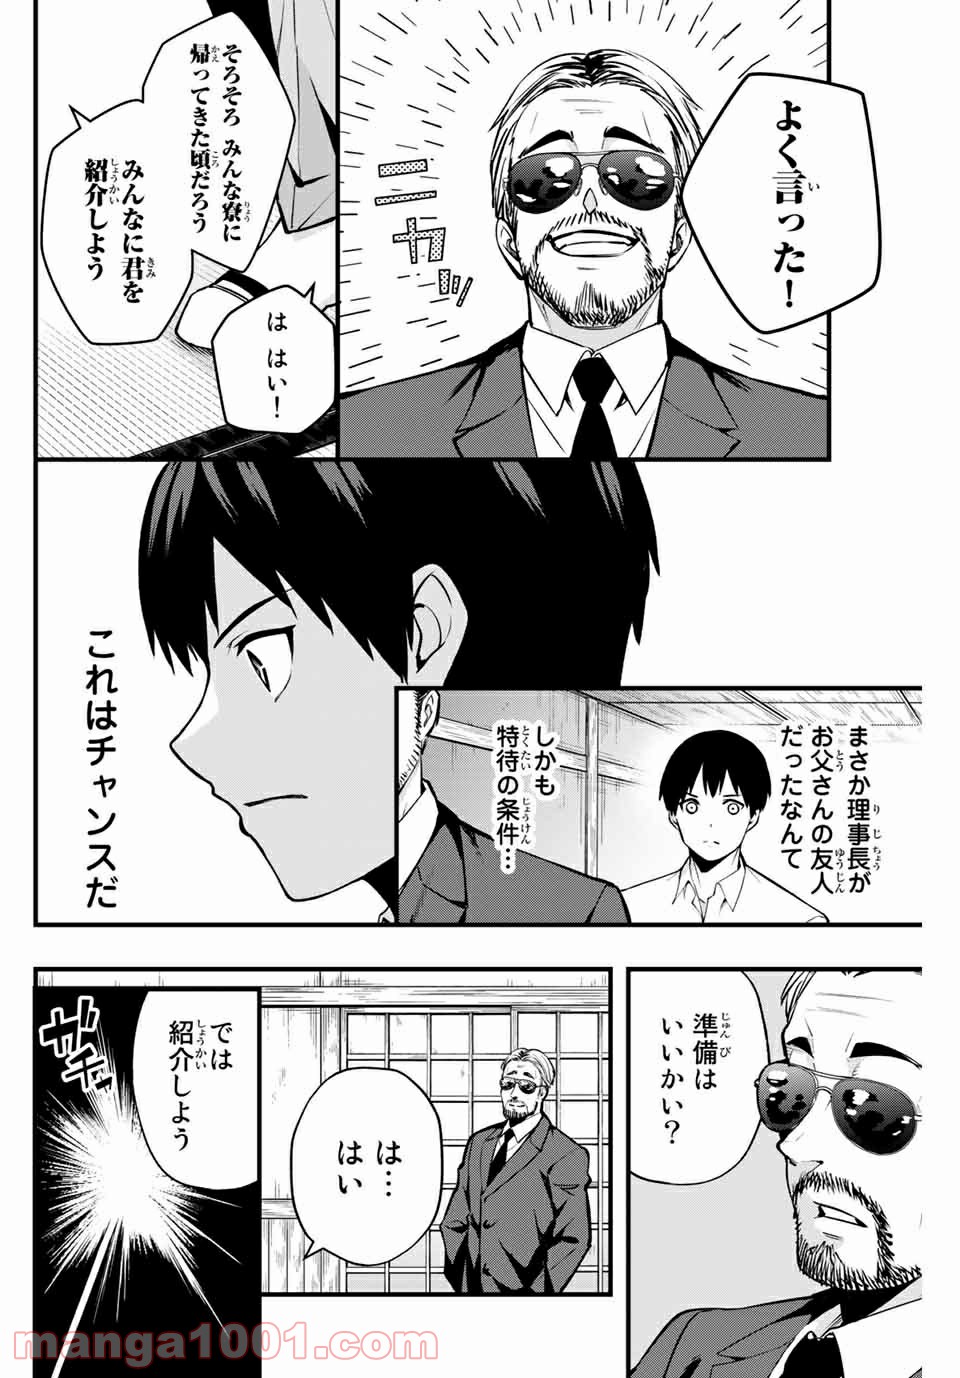 よく言った！
ニカッ
そろそろ みんな寮に
帰ってきた頃だろう
みんなに君を
紹介しよう
は はい！
まさか理事長が
お父さんの友人
だったなんて
しかも
特待の条件…
これはチャンスだ
準備は
いいかい？
は…
はい
では
紹介しよう
ガチャ
manga1001.com